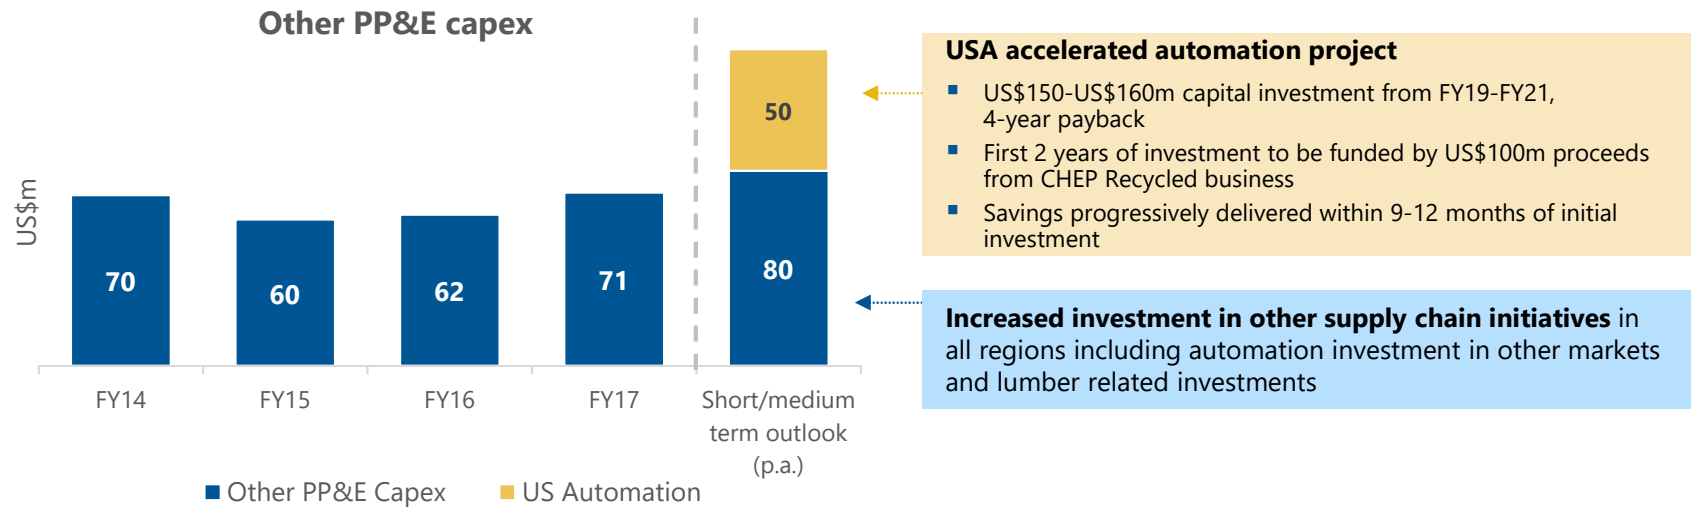 Other PP&E capex
US$m
70
60
62
71
50
80
FY14
FY15
FY16
FY17
Short/medium
term outlook
(p.a.)
Other PP&E Capex
US Automation
USA accelerated automation project
▪ US$150-US$160m capital investment from FY19-FY21,
4-year payback
▪ First 2 years of investment to be funded by US$100m proceeds
from CHEP Recycled business
▪ Savings progressively delivered within 9-12 months of initial
investment
Increased investment in other supply chain initiatives in
all regions including automation investment in other markets
and lumber related investments